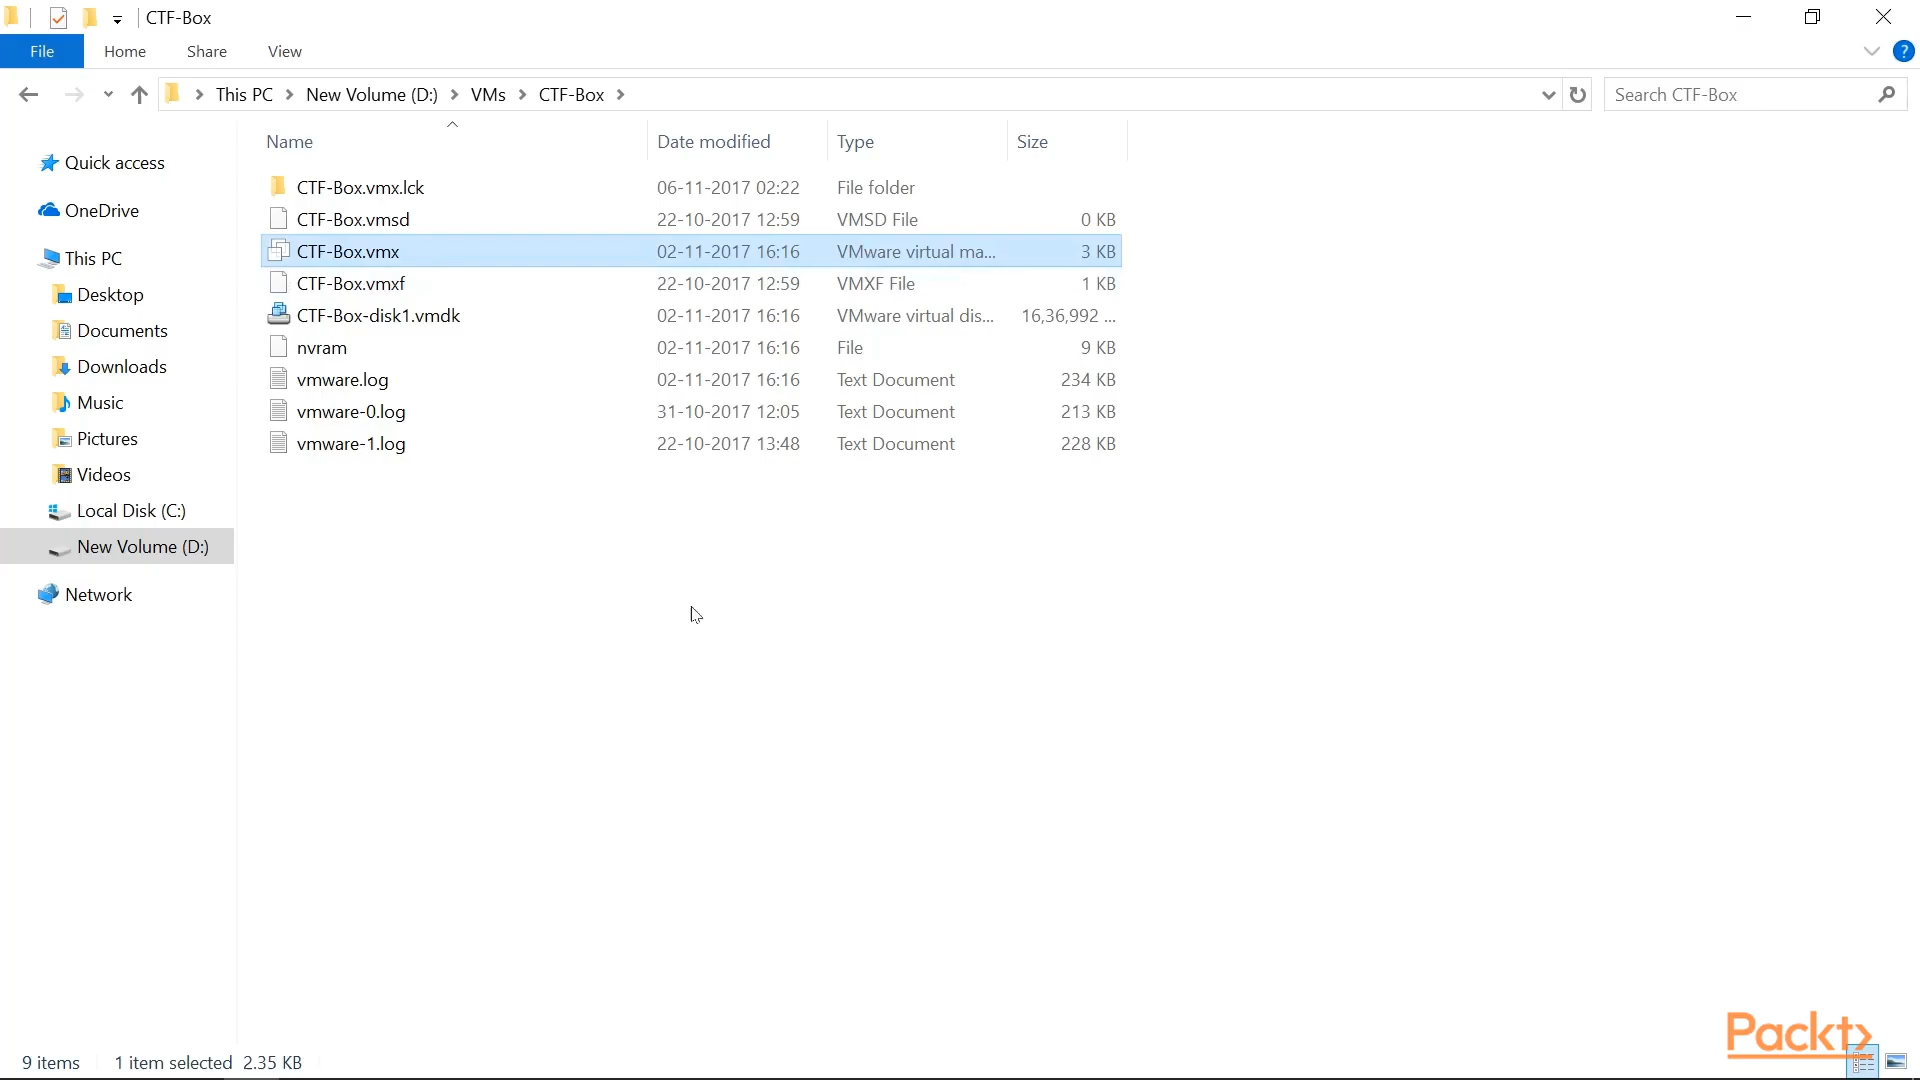 CTF-Box
File Home Share View
This PC New Volume (D:) VMs CTF-Box
Search CTF-Box
Name Date modified Type Size
Quick access
OneDrive
This PC
Desktop
Documents
Downloads
Music
Pictures
Videos
Local Disk (C:)
New Volume (D:)
Network
CTF-Box.vmx.lck 06-11-2017 02:22 File folder
CTF-Box.vmsd 22-10-2017 12:59 VMSD File 0 KB
CTF-Box.vmx 02-11-2017 16:16 VMware virtual ma... 3 KB
CTF-Box.vmxf 22-10-2017 12:59 VMXF File 1 KB
CTF-Box-disk1.vmdk 02-11-2017 16:16 VMware virtual dis... 16,36,992 ...
nvram 02-11-2017 16:16 File 9 KB
vmware.log 02-11-2017 16:16 Text Document 234 KB
vmware-0.log 31-10-2017 12:05 Text Document 213 KB
vmware-1.log 22-10-2017 13:48 Text Document 228 KB
Packt
9 items 1 item selected 2.35 KB